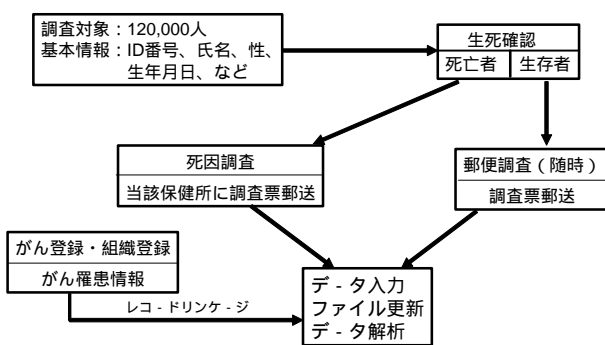 調査対象：120,000人
基本情報：ID番号、氏名、性、
生年月日、など
生死確認
死亡者 生存者
死因調査
当該保健所に調査票郵送
郵便調査（随時）
調査票郵送
がん登録・組織登録
がん罹患情報
レコ-ドリンケ-ジ
デ-タ入力
ファイル更新
デ-タ解析